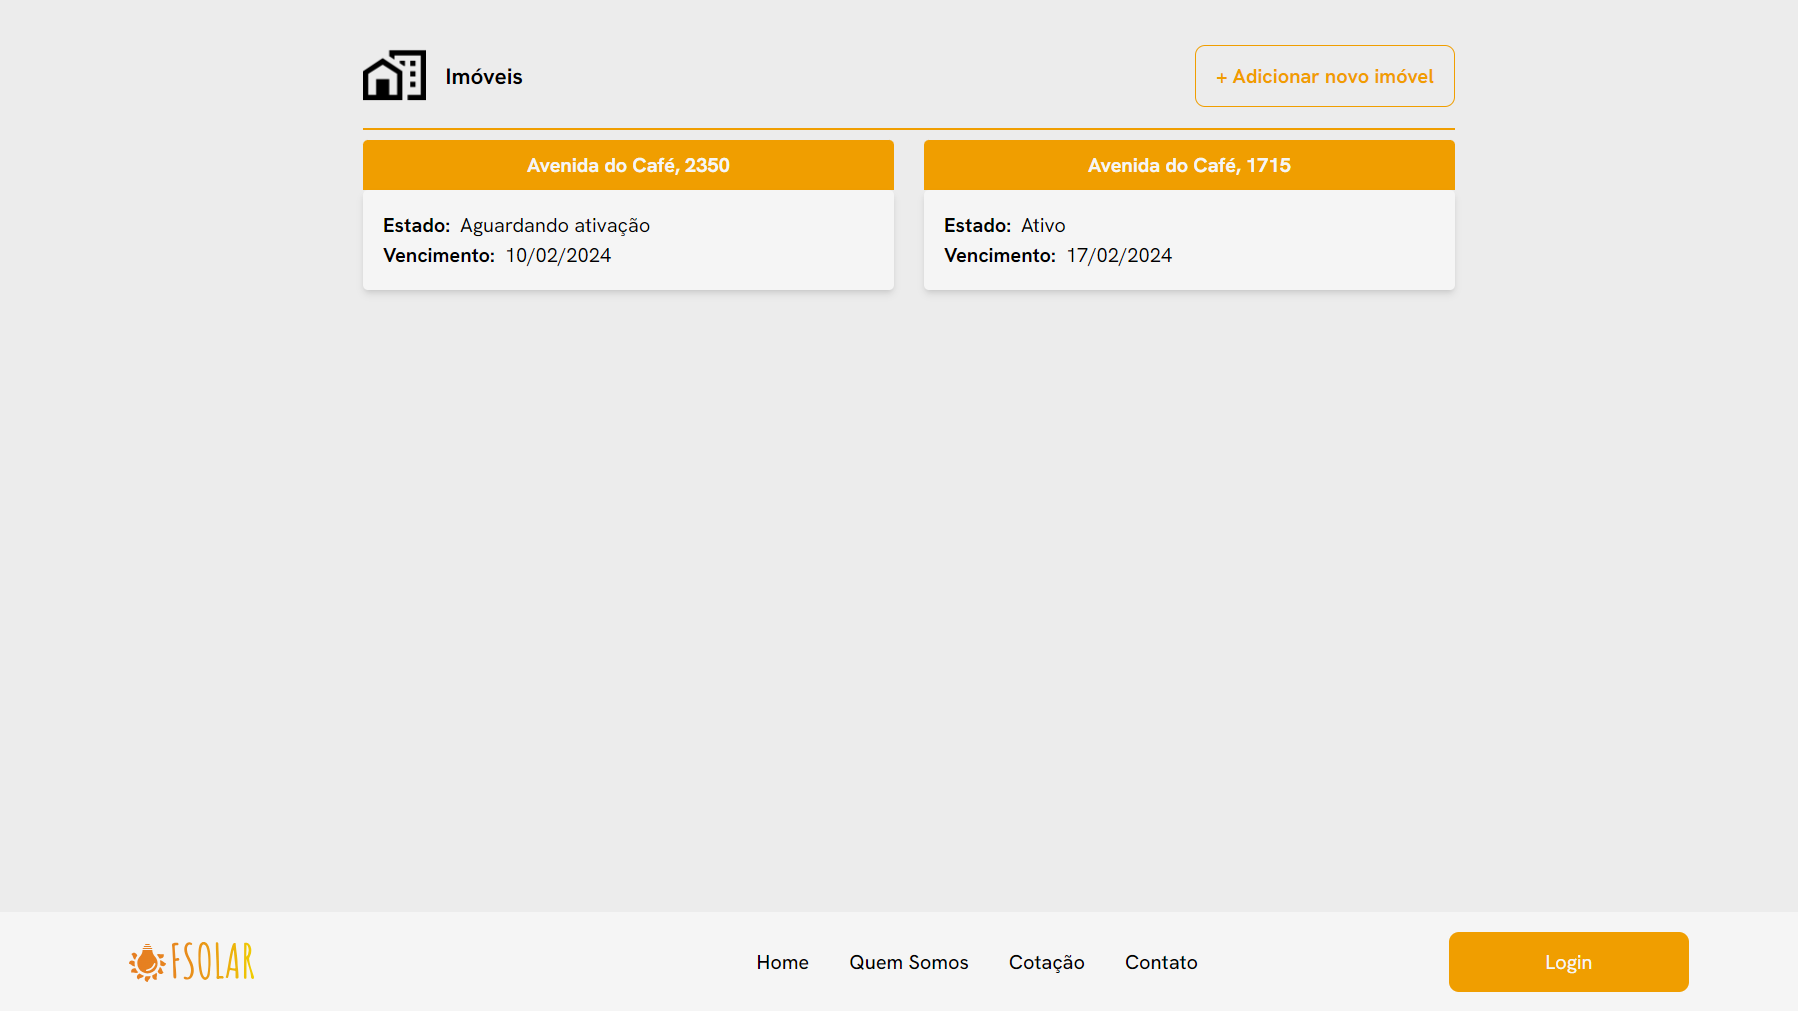 Imóveis
+ Adicionar novo imóvel
Avenida do Café, 2350
Estado: Aguardando ativação
Vencimento: 10/02/2024
Avenida do Café, 1715
Estado: Ativo
Vencimento: 17/02/2024
FSOLAR
Home
Quem Somos
Cotação
Contato
Login